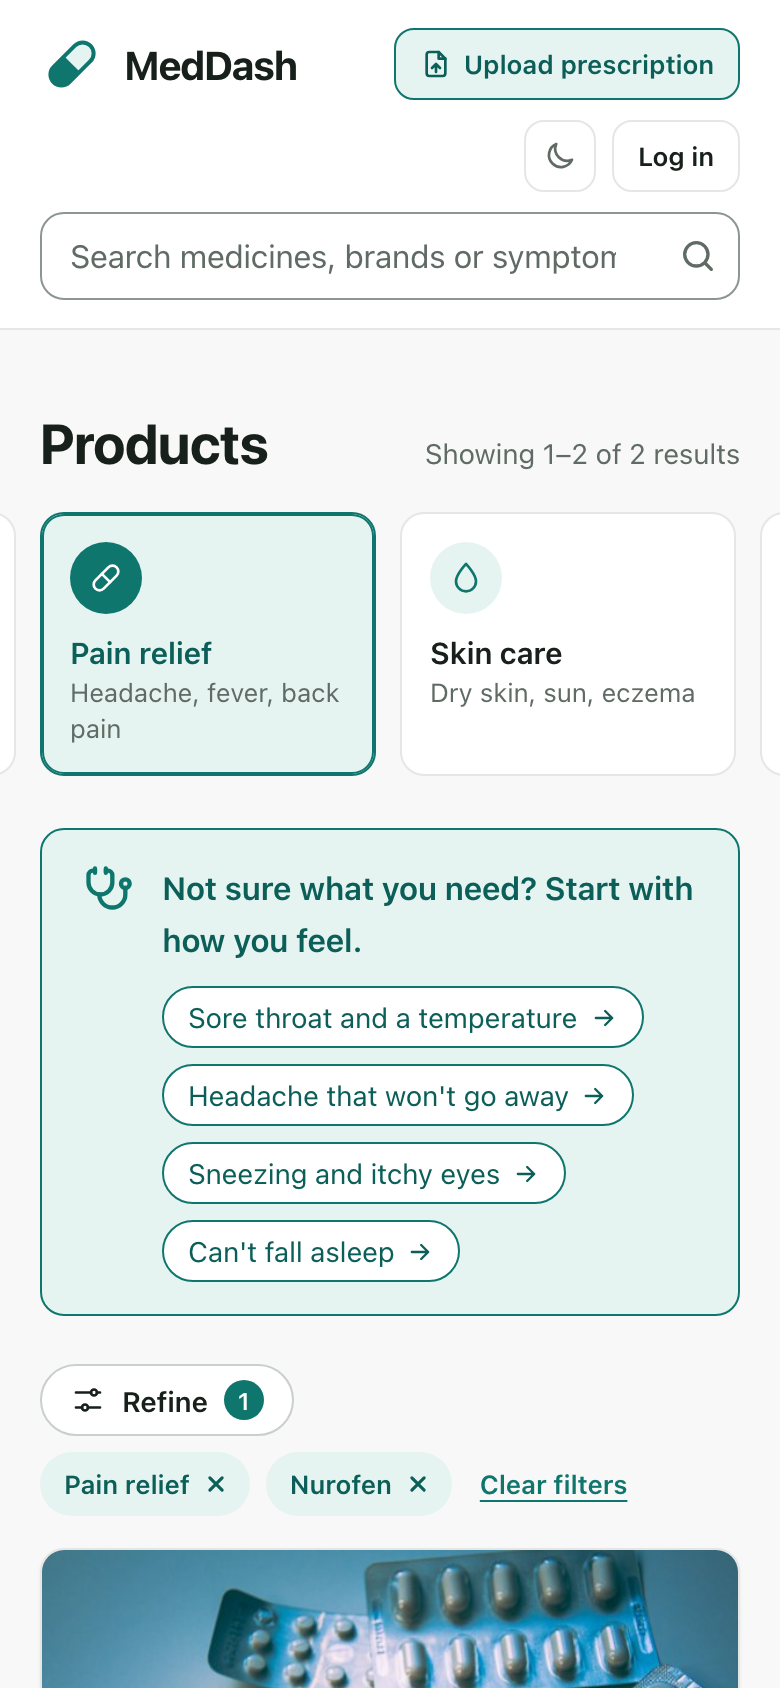 MedDash
Upload prescription
Log in
Search medicines, brands or symptom
Products
Showing 1–2 of 2 results
Pain relief
Headache, fever, back
pain
Skin care
Dry skin, sun, eczema
Not sure what you need? Start with
how you feel.
Sore throat and a temperature →
Headache that won't go away →
Sneezing and itchy eyes →
Can't fall asleep →
Refine 1
Pain relief ✕
Nurofen ✕
Clear filters